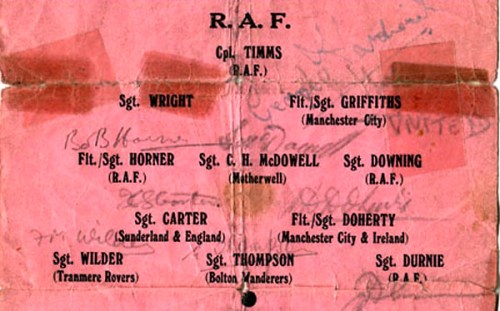 R. A. F.
Cpl. TIMMS
(R.A.F.)
Sgt. WRIGHT Flt./Sgt. GRIFFITHS
(Manchester City)
UNITED
Flt./Sgt. HORNER Sgt. C. H. McDOWELL Sgt. DOWNING
(R.A.F.) (Motherwell) (R.A.F.)
Sgt. CARTER Flt./Sgt. DOHERTY
(Sunderland & England) (Manchester City & Ireland)
Sgt. WILDER Sgt. THOMPSON Sgt. DURNIE
(Tranmere Rovers) (Bolton Wanderers) (R.A.F.)